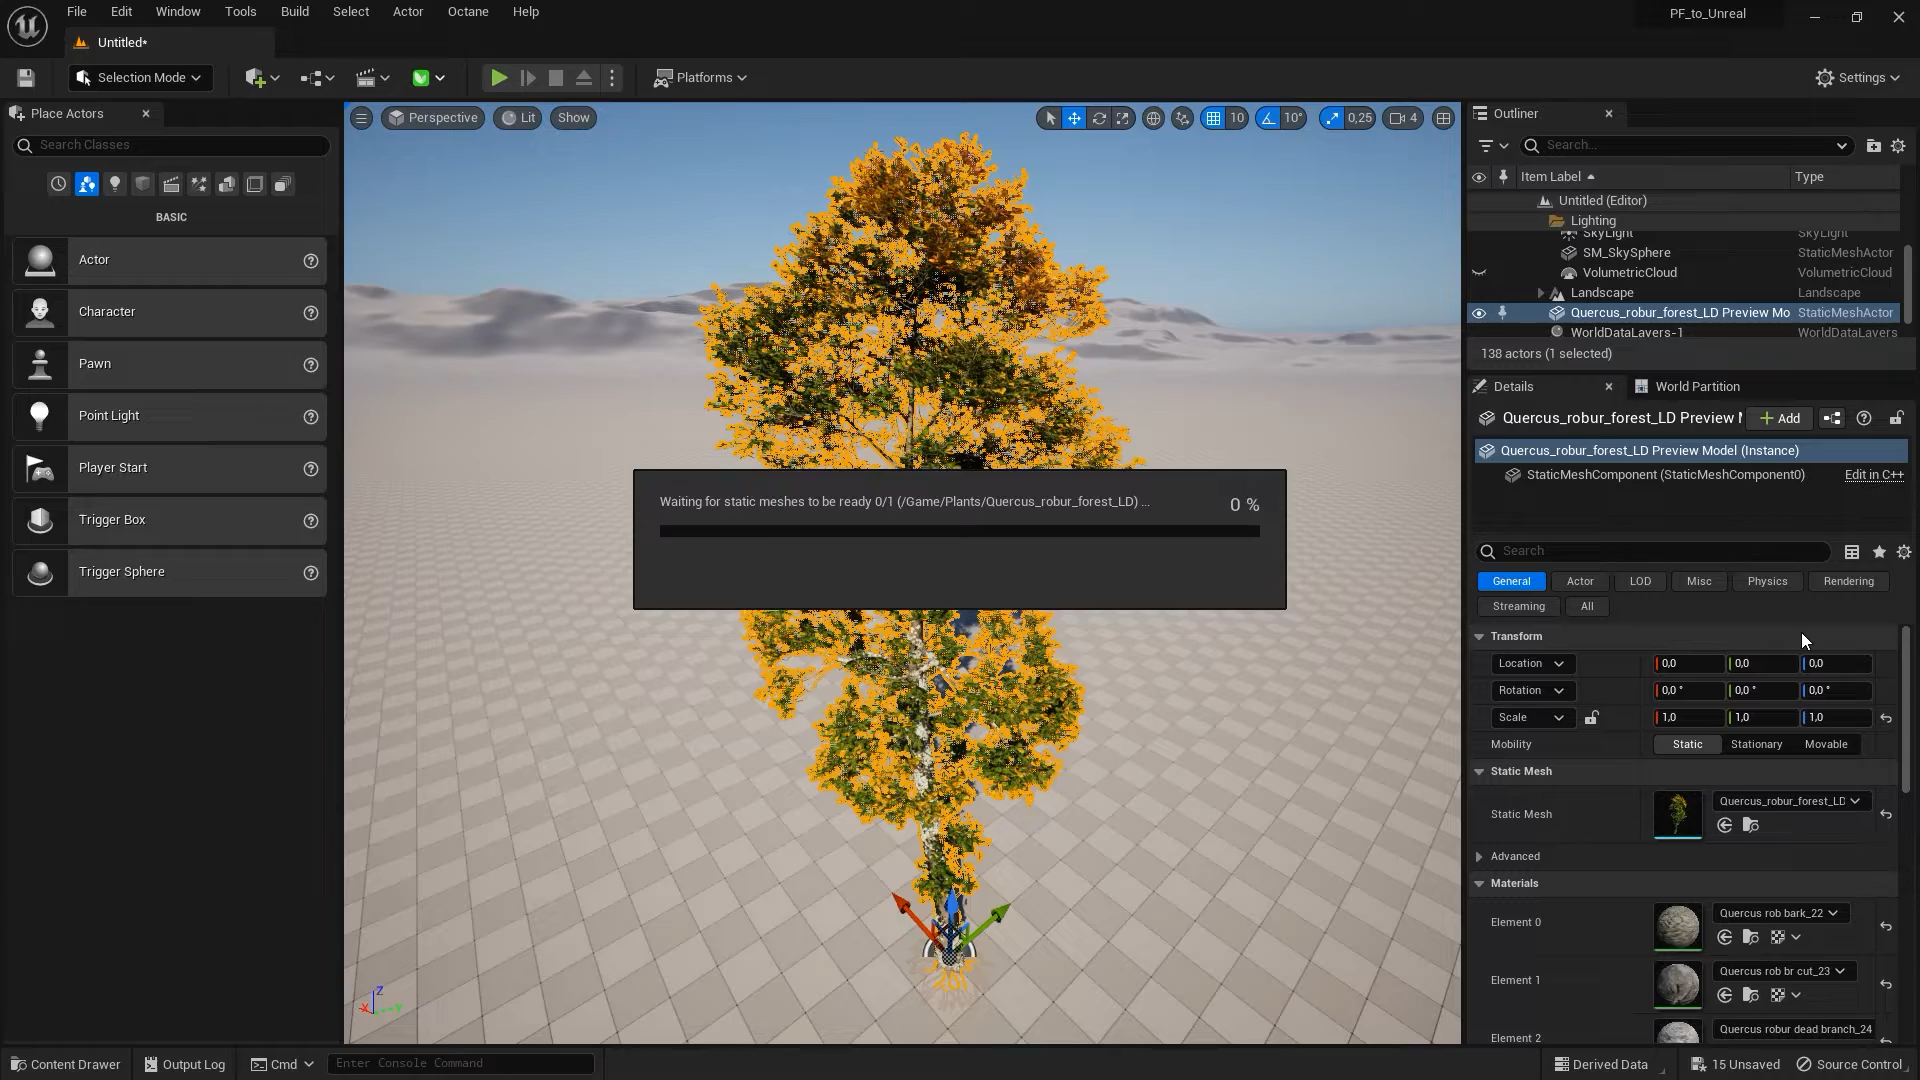 File Edit Window Tools Build Select Actor Octane Help
PF_to_Unreal
Untitled*
Selection Mode
Platforms
Settings
Place Actors
Search Classes
BASIC
Actor
Character
Pawn
Point Light
Player Start
Trigger Box
Trigger Sphere
Perspective Lit Show
10 10° 0,25 4
Waiting for static meshes to be ready 0/1 (/Game/Plants/Quercus_robur_forest_LD) ... 0 %
Z
X Y
Outliner
Search...
Item Label Type
Untitled (Editor)
Lighting
SkyLight SkyLight
SM_SkySphere StaticMeshActor
VolumetricCloud VolumetricCloud
Landscape Landscape
Quercus_robur_forest_LD Preview Mo StaticMeshActor
WorldDataLayers-1 WorldDataLayers
138 actors (1 selected)
Details World Partition
Quercus_robur_forest_LD Preview M Add
Quercus_robur_forest_LD Preview Model (Instance)
StaticMeshComponent (StaticMeshComponent0) Edit in C++
Search
General Actor LOD Misc Physics Rendering
Streaming All
Transform
Location 0,0 0,0 0,0
Rotation 0,0 ° 0,0 ° 0,0 °
Scale 1,0 1,0 1,0
Mobility Static Stationary Movable
Static Mesh
Static Mesh Quercus_robur_forest_LD
Advanced
Materials
Element 0 Quercus rob bark_22
Element 1 Quercus rob br cut_23
Element 2 Quercus robur dead branch_24
Content Drawer Output Log Cmd Enter Console Command
Derived Data 15 Unsaved Source Control